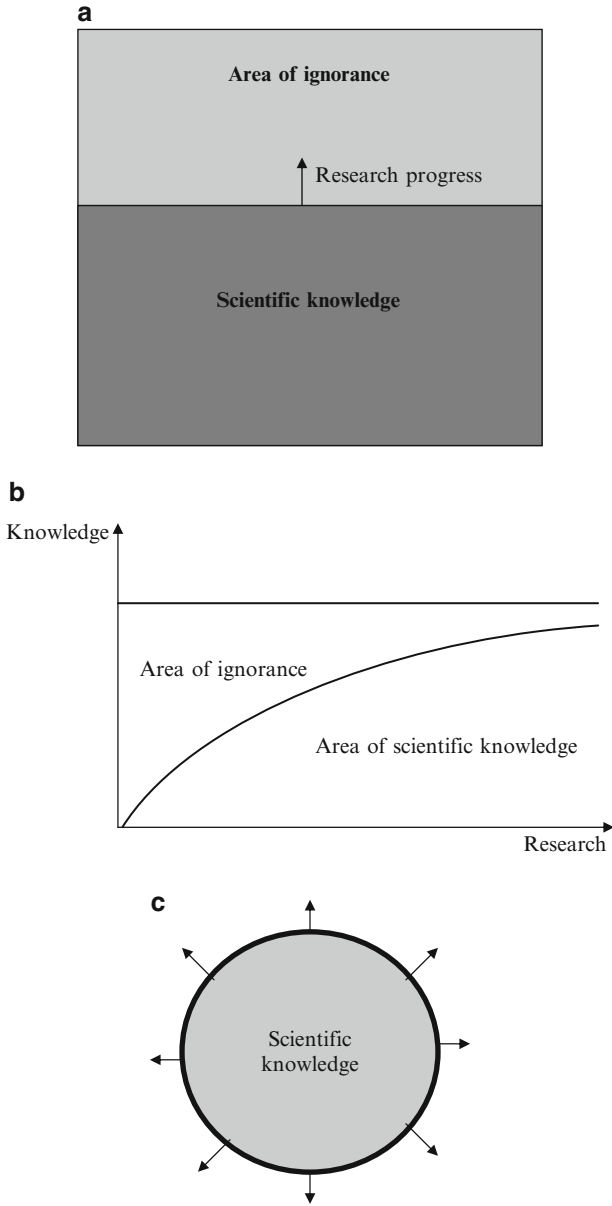 a
Area of ignorance
Research progress
Scientific knowledge
b
Knowledge
Area of ignorance
Area of scientific knowledge
Research
c
Scientific
knowledge